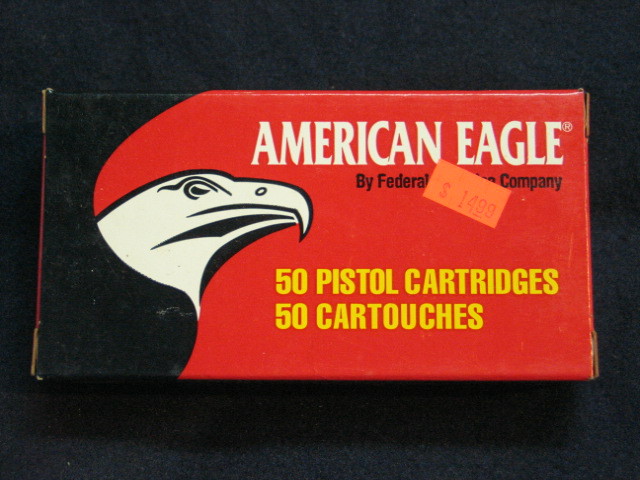 AMERICAN EAGLE®
By Federal Company
$ 1499
50 PISTOL CARTRIDGES
50 CARTOUCHES